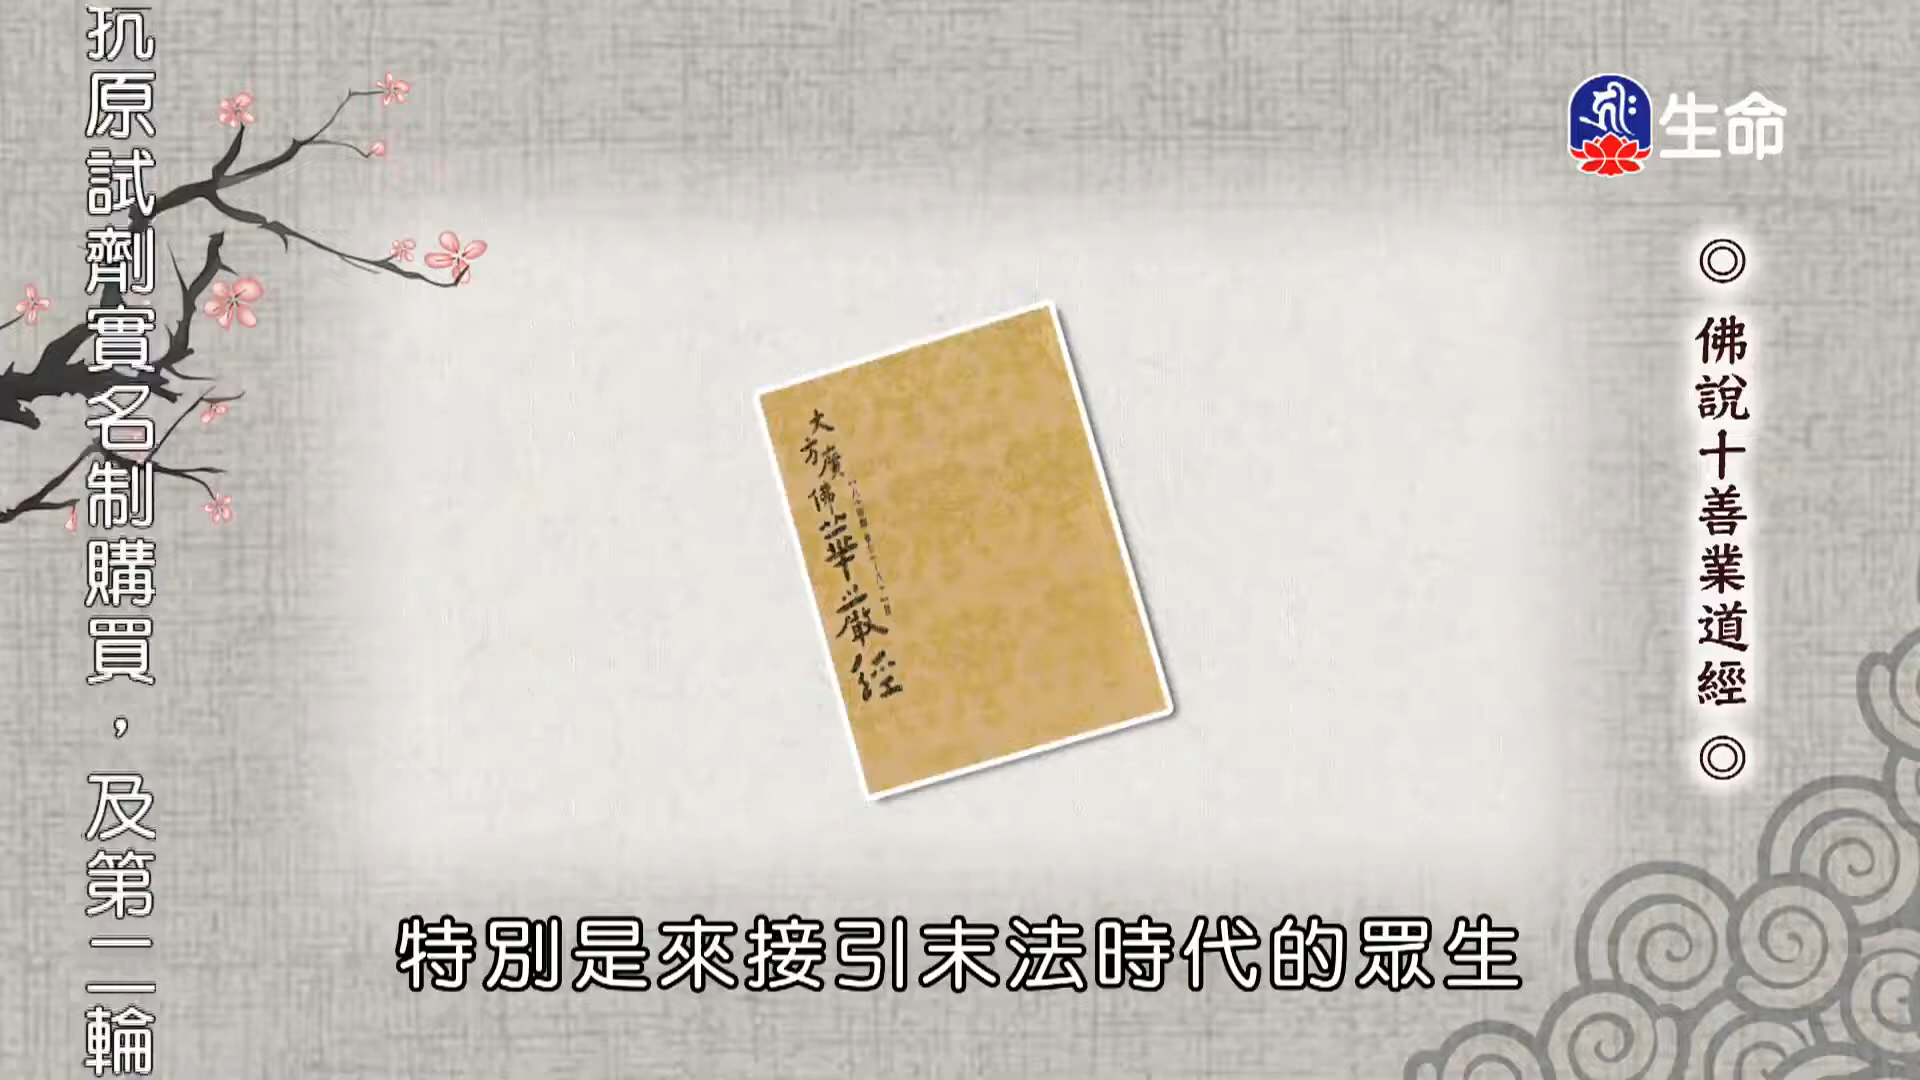 抗原試劑實名制購買，及第二輪
生命
◎佛說十善業道經◎
大方廣佛華嚴經
特別是來接引末法時代的眾生